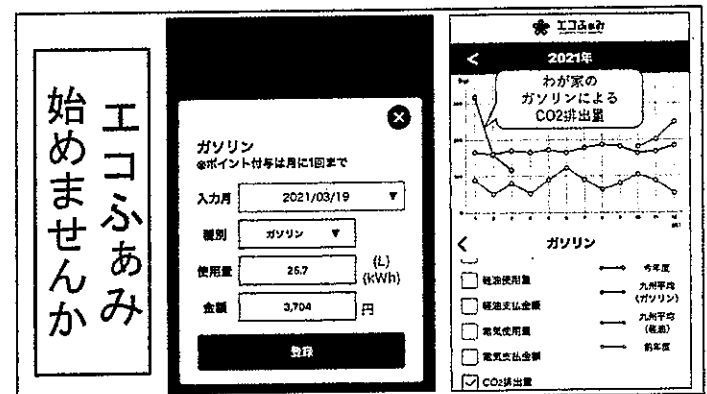 エコふぁみ
始めませんか
ガソリン
※ポイント付与は月に1回まで
入力月
2021/03/19
▼
種別
ガソリン
▼
使用量
25.7
(L)
(kWh)
金額
3,704
円
登録
エコふぁみ
2021年
わが家の
ガソリンによる
CO2排出量
ガソリン
軽油使用量
軽油支払金額
電気使用量
電気支払金額
CO2排出量
今年度
九州平均
(ガソリン)
九州平均
(軽油)
前年度